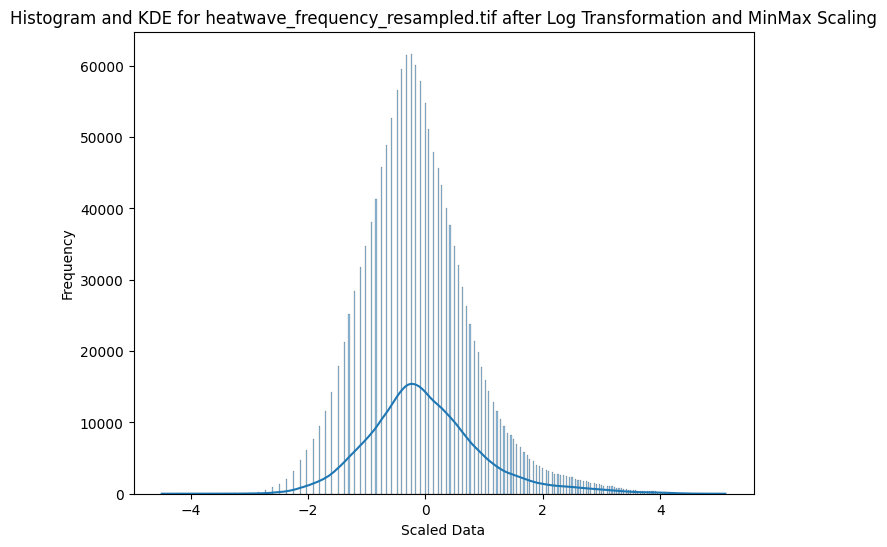 Histogram and KDE for heatwave_frequency_resampled.tif after Log Transformation and MinMax Scaling
60000
50000
40000
30000
20000
10000
0
Frequency
−4 −2 0 2 4
Scaled Data